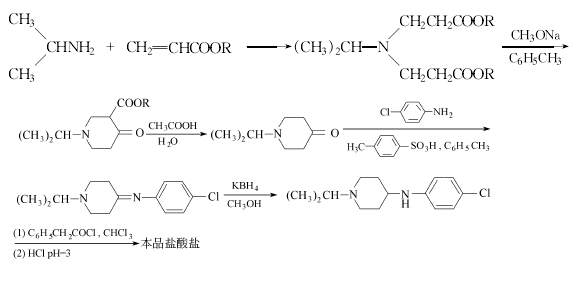 CH₃ CH₂CH₂COOR
CHNH₂ + CH₂=CHCOOR (CH₃)₂CH—N CH₃ONa C₆H₅CH₃
CH₃ CH₂CH₂COOR
COOR Cl NH₂
(CH₃)₂CH—N =O CH₃COOH H₂O (CH₃)₂CH—N =O H₃C SO₃H, C₆H₅CH₃
(CH₃)₂CH—N =N Cl KBH₄ CH₃OH (CH₃)₂CH—N N H Cl
(1) C₆H₅CH₂COCl, CHCl₃
(2) HCl pH=3 本品盐酸盐